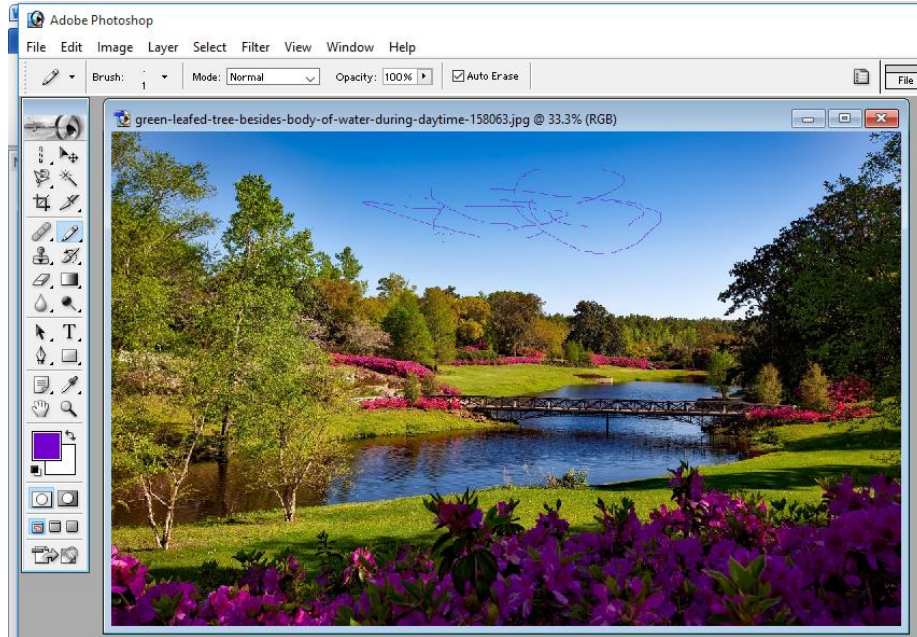 Adobe Photoshop
File Edit Image Layer Select Filter View Window Help
Brush: 1 Mode: Normal Opacity: 100% Auto Erase File
green-leafed-tree-besides-body-of-water-during-daytime-158063.jpg @ 33.3% (RGB)
T